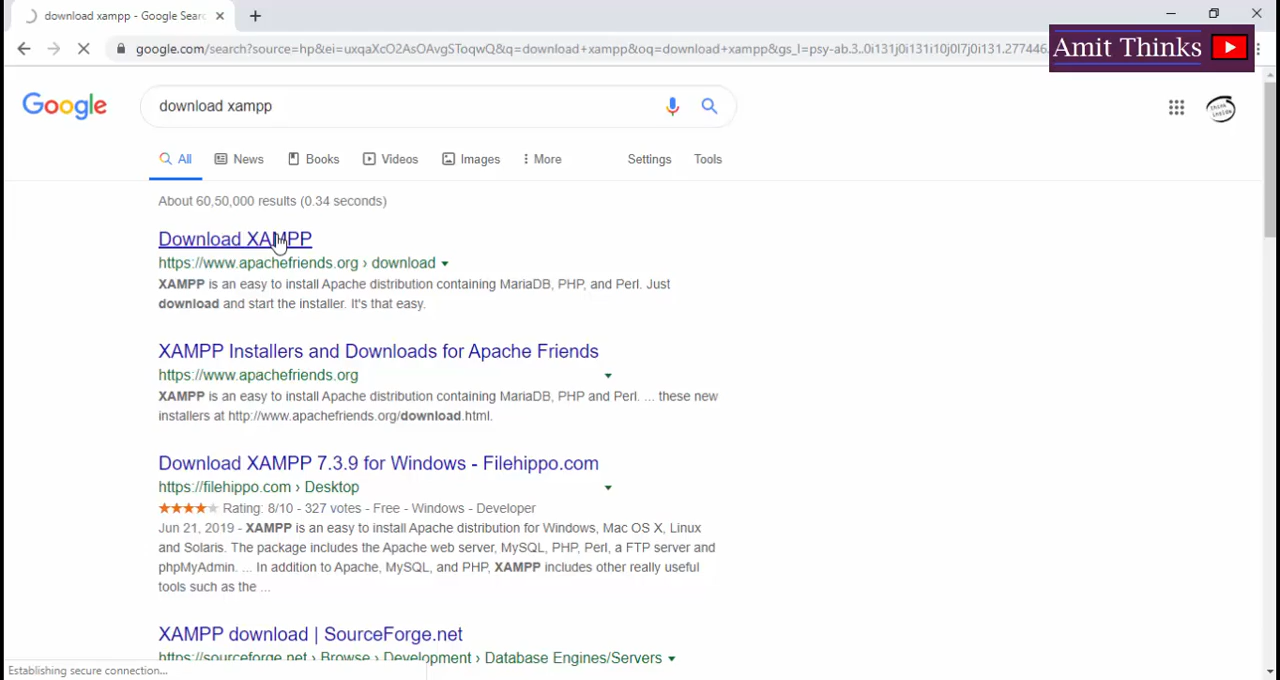 download xampp - Google Searc
google.com/search?source=hp&ei=uxqaXcO2AsOAvgSToqwQ&q=download+xampp&oq=download+xampp&gs_l=psy-ab.3..0i131j0i131i10j0l7j0i131.277446.
Amit Thinks
Google
download xampp
All News Books Videos Images More Settings Tools
About 60,50,000 results (0.34 seconds)
Download XAMPP
https://www.apachefriends.org › download
XAMPP is an easy to install Apache distribution containing MariaDB, PHP, and Perl. Just
download and start the installer. It's that easy.
XAMPP Installers and Downloads for Apache Friends
https://www.apachefriends.org
XAMPP is an easy to install Apache distribution containing MariaDB, PHP and Perl. ... these new
installers at http://www.apachefriends.org/download.html.
Download XAMPP 7.3.9 for Windows - Filehippo.com
https://filehippo.com › Desktop
Rating: 8/10 - 327 votes - Free - Windows - Developer
Jun 21, 2019 - XAMPP is an easy to install Apache distribution for Windows, Mac OS X, Linux
and Solaris. The package includes the Apache web server, MySQL, PHP, Perl, a FTP server and
phpMyAdmin. ... In addition to Apache, MySQL, and PHP, XAMPP includes other really useful
tools such as the ...
XAMPP download | SourceForge.net
https://sourceforge.net › Browse › Development › Database Engines/Servers
Establishing secure connection...